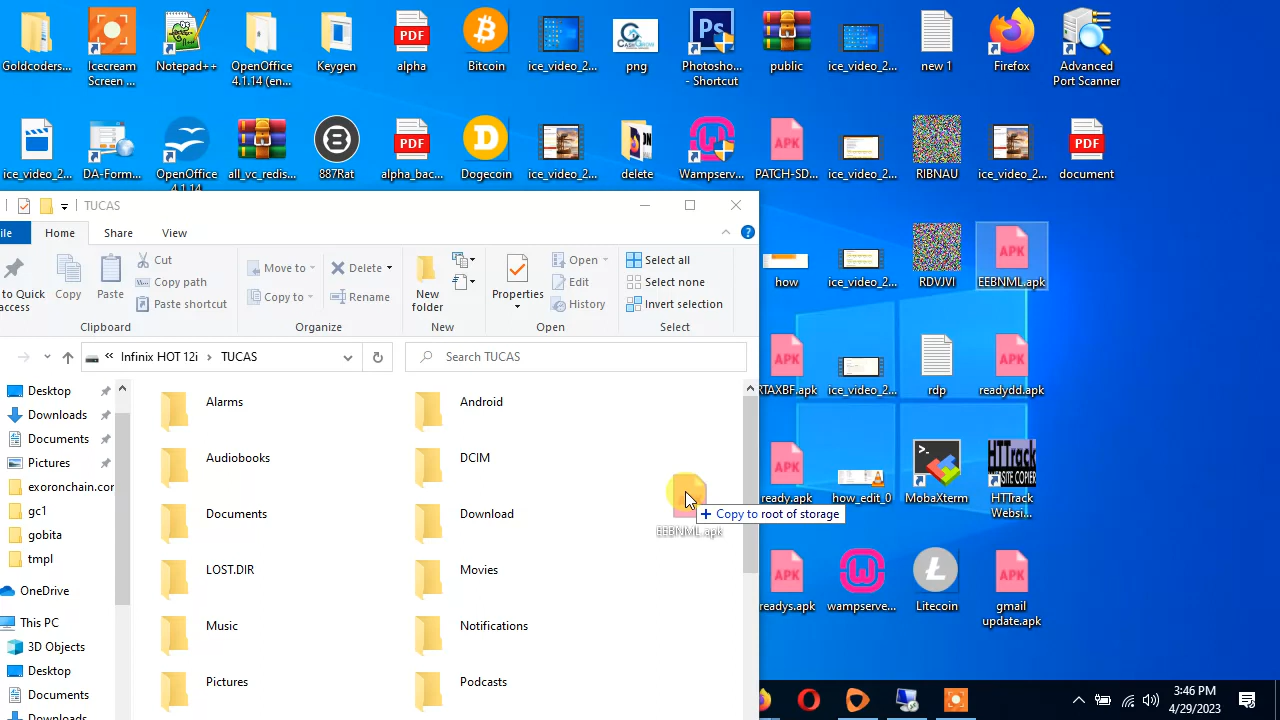 Goldcoders...
Icecream
Screen ...
Notepad++
OpenOffice
4.1.14 (en...
Keygen
PDF
alpha
Bitcoin
ice_video_2...
png
Ps
Photosho...
- Shortcut
public
ice_video_2...
new 1
Firefox
Advanced
Port Scanner
ice_video_2...
DA-Form...
OpenOffice
4.1.14
all_vc_redis...
887Rat
PDF
alpha_bac...
Dogecoin
ice_video_2...
delete
Wampserv...
APK
PATCH-SD...
ice_video_2...
RIBNAU
ice_video_2...
PDF
document
TUCAS
ile
Home
Share
View
to Quick
access
Copy
Paste
Cut
Copy path
Paste shortcut
Clipboard
Move to
Copy to
Delete
Rename
Organize
New
folder
New
Properties
Open
Edit
History
Open
Select all
Select none
Invert selection
Select
« Infinix HOT 12i › TUCAS
Search TUCAS
Desktop
Downloads
Documents
Pictures
exoronchain.cor
gc1
gobita
tmpl
OneDrive
This PC
3D Objects
Desktop
Documents
Downloads
Alarms
Android
Audiobooks
DCIM
Documents
Download
LOST.DIR
Movies
Music
Notifications
Pictures
Podcasts
EEBNML.apk
+ Copy to root of storage
how
ice_video_2...
RDVJVI
APK
EEBNML.apk
APK
RTAXBF.apk
ice_video_2...
rdp
APK
readydd.apk
APK
ready.apk
how_edit_0
MobaXterm
HTTrack
WEBSITE COPIER
HTTrack
Websi...
APK
readys.apk
wampserve...
Litecoin
APK
gmail
update.apk
3:46 PM
4/29/2023